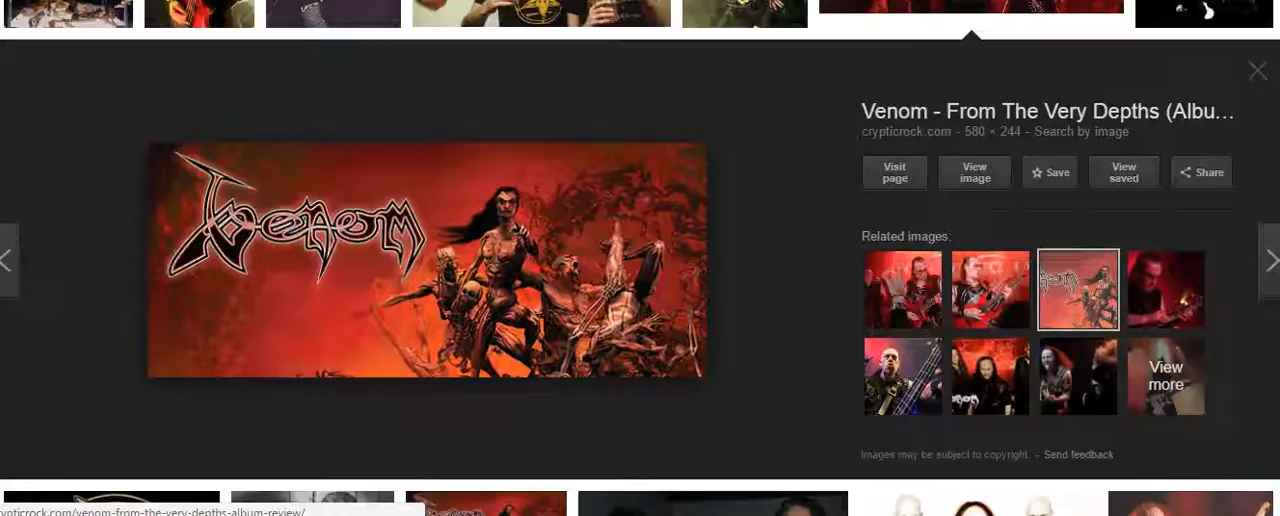 Venom - From The Very Depths (Albu...
crypticrock.com - 580 × 244 - Search by image
Visit page
View image
Save
View saved
Share
VENOM
Related images:
View more
Images may be subject to copyright. - Send feedback
rypticrock.com/venom-from-the-very-depths-album-review/